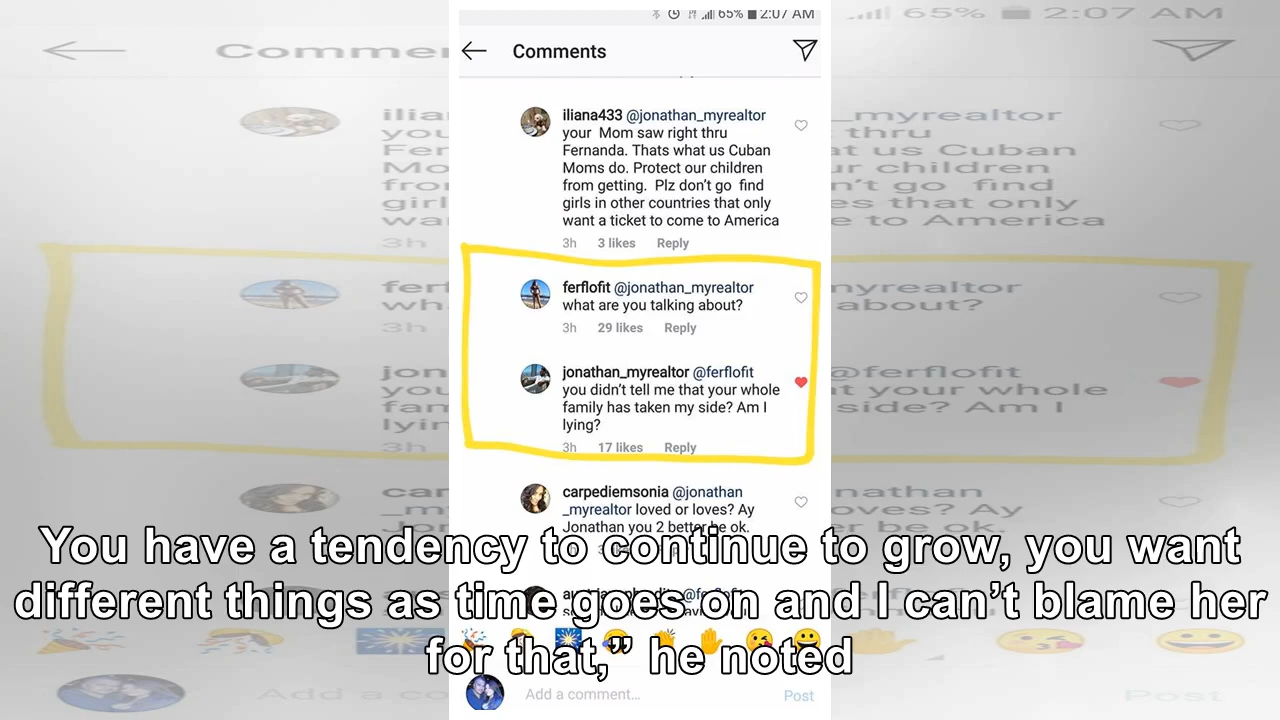 65% 2:07 AM
Comments
iliana433 @jonathan_myrealtor
your Mom saw right thru
Fernanda. Thats what us Cuban
Moms do. Protect our children
from getting. Plz don't go find
girls in other countries that only
want a ticket to come to America
3h 3 likes Reply
ferflofit @jonathan_myrealtor
what are you talking about?
3h 29 likes Reply
jonathan_myrealtor @ferflofit
you didn't tell me that your whole
family has taken my side? Am I
lying?
3h 17 likes Reply
carpediemsonia @jonathan
_myrealtor loved or loves? Ay
Jonathan you 2 better be ok.
You have a tendency to continue to grow, you want
different things as time goes on and I can’t blame her
for that,” he noted
Add a comment...
Post